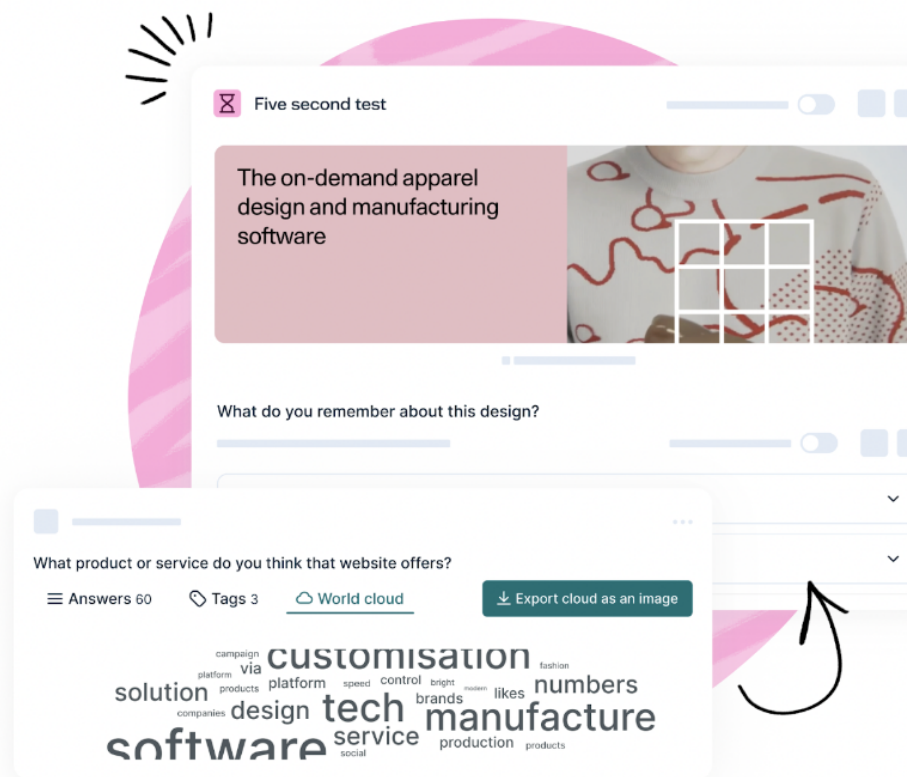 Five second test
The on-demand apparel
design and manufacturing
software
What do you remember about this design?
What product or service do you think that website offers?
Answers 60 Tags 3 World cloud Export cloud as an image
campaign customisation fashion
platform via
solution products platform speed control bright modern likes numbers
companies design tech brands manufacture
software service production products
social